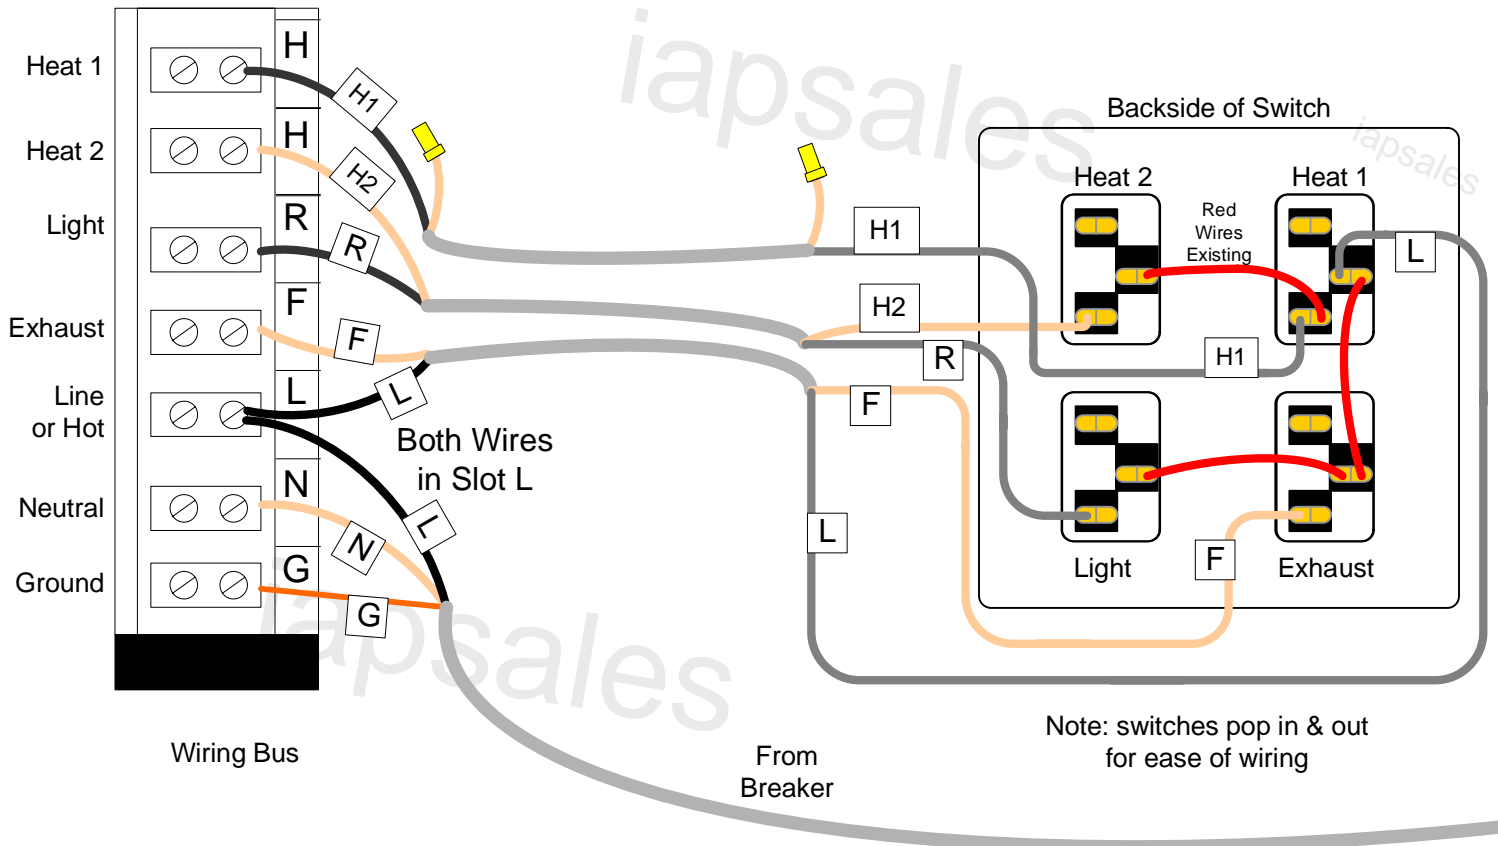 iapsales
iapsales
iapsales
Backside of Switch
Heat 1
Heat 2
Light
Exhaust
Line
or Hot
Neutral
Ground
H
H
R
F
L
N
G
H1
H2
R
F
L
L
N
G
Both Wires
in Slot L
Wiring Bus
From
Breaker
H1
H2
R
F
L
Heat 2
Heat 1
Red
Wires
Existing
L
H1
F
Light
Exhaust
Note: switches pop in & out
for ease of wiring